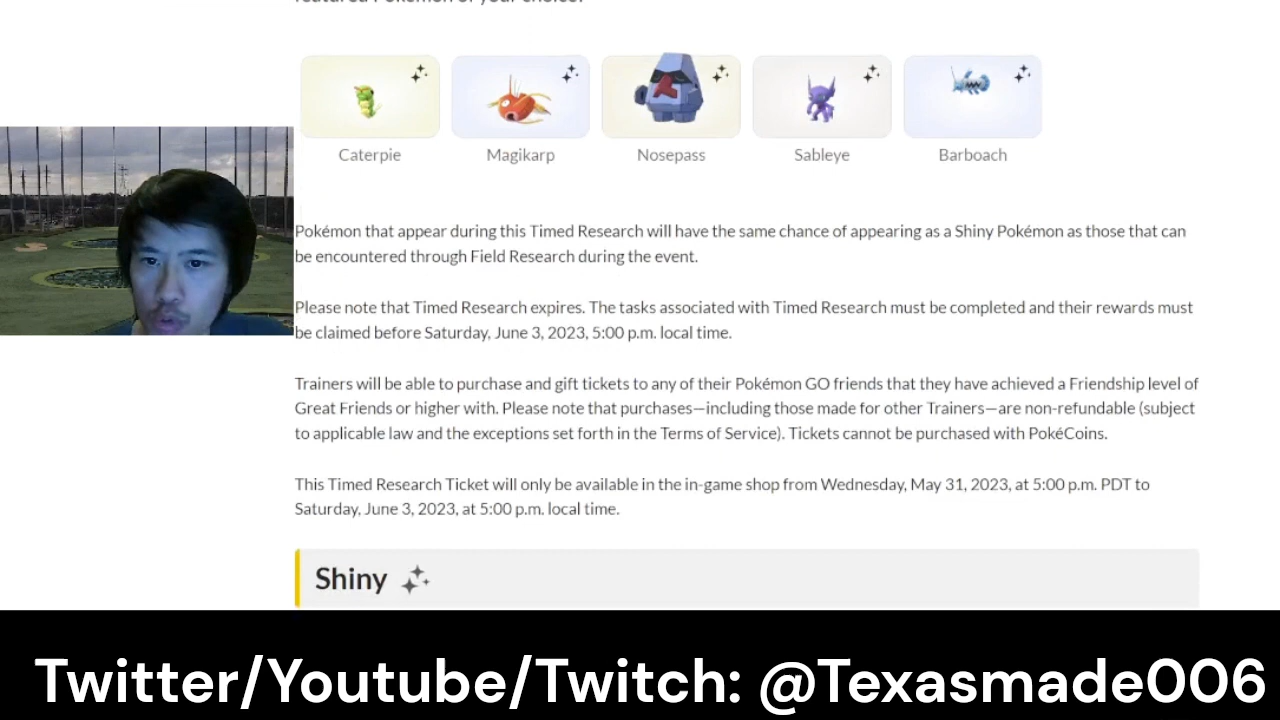 featured Pokémon of your choice!
Caterpie
Magikarp
Nosepass
Sableye
Barboach
Pokémon that appear during this Timed Research will have the same chance of appearing as a Shiny Pokémon as those that can
be encountered through Field Research during the event.
Please note that Timed Research expires. The tasks associated with Timed Research must be completed and their rewards must
be claimed before Saturday, June 3, 2023, 5:00 p.m. local time.
Trainers will be able to purchase and gift tickets to any of their Pokémon GO friends that they have achieved a Friendship level of
Great Friends or higher with. Please note that purchases—including those made for other Trainers—are non-refundable (subject
to applicable law and the exceptions set forth in the Terms of Service). Tickets cannot be purchased with PokéCoins.
This Timed Research Ticket will only be available in the in-game shop from Wednesday, May 31, 2023, at 5:00 p.m. PDT to
Saturday, June 3, 2023, at 5:00 p.m. local time.
Shiny
Twitter/Youtube/Twitch: @Texasmade006